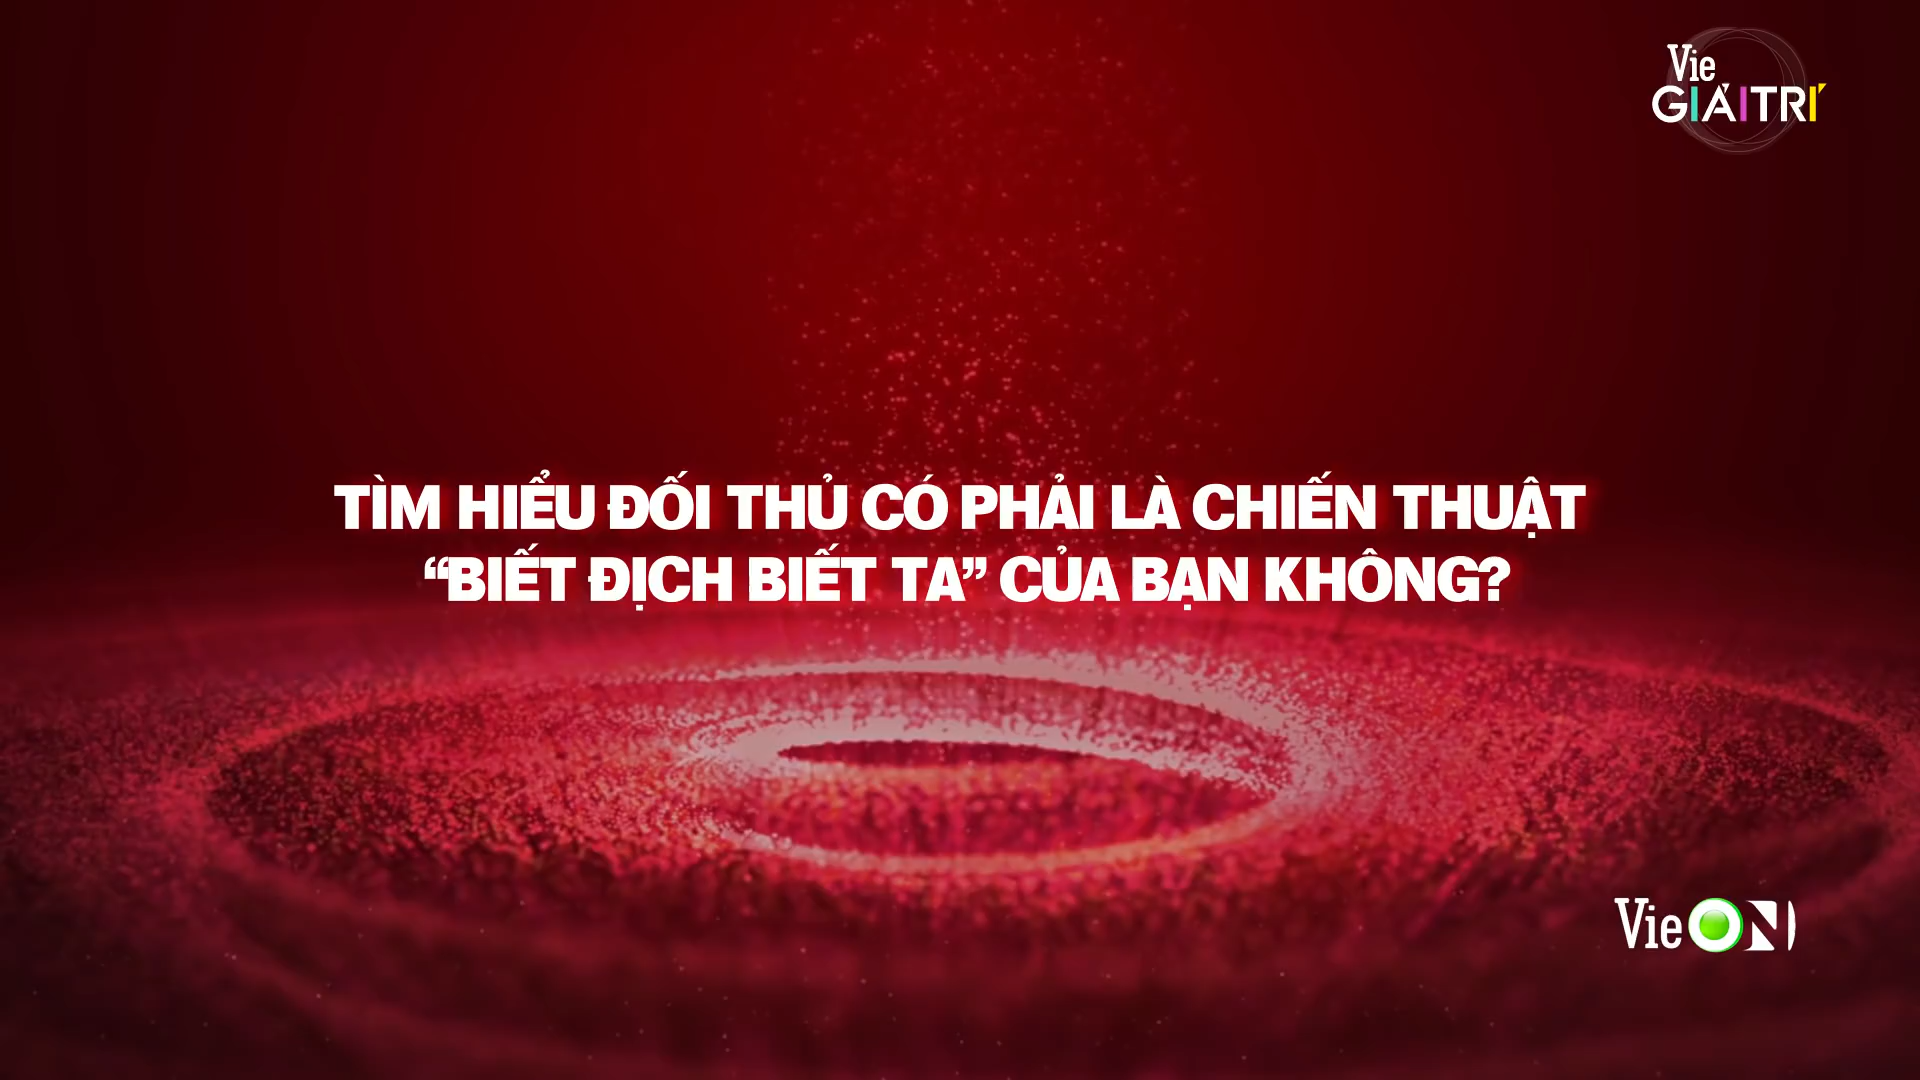 Vie
GIẢI TRÍ
TÌM HIỂU ĐỐI THỦ CÓ PHẢI LÀ CHIẾN THUẬT
“BIẾT ĐỊCH BIẾT TA” CỦA BẠN KHÔNG?
VieON